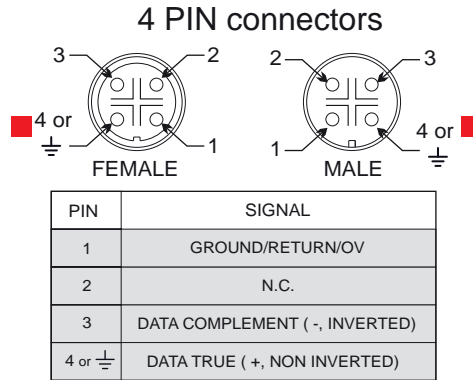 4 PIN connectors
3 2 2 3
4 or 1 1 4 or
FEMALE MALE
PIN SIGNAL
1 GROUND/RETURN/OV
2 N.C.
3 DATA COMPLEMENT ( -, INVERTED)
4 or ⏚ DATA TRUE ( +, NON INVERTED)